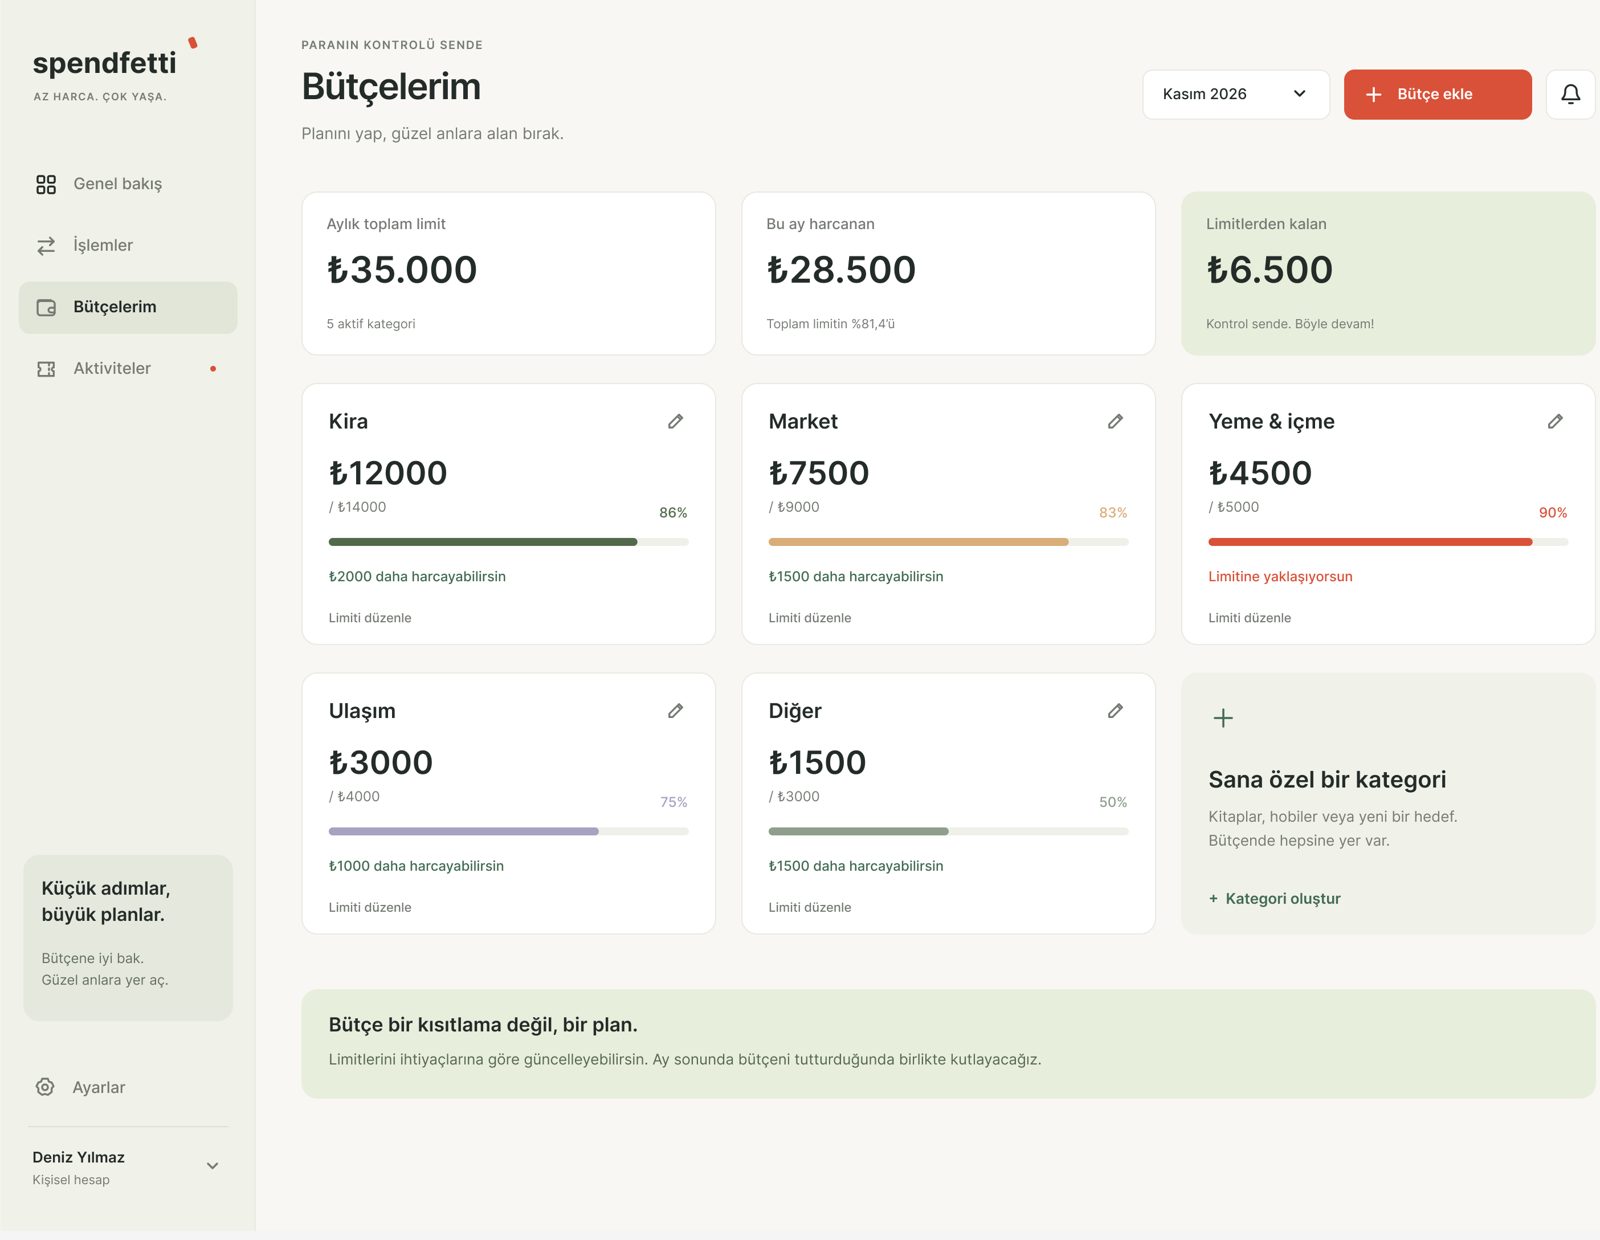 spendfetti
AZ HARCA. ÇOK YAŞA.
Genel bakış
İşlemler
Bütçelerim
Aktiviteler
Küçük adımlar,
büyük planlar.
Bütçene iyi bak.
Güzel anlara yer aç.
Ayarlar
Deniz Yılmaz
Kişisel hesap
PARANIN KONTROLÜ SENDE
Bütçelerim
Planını yap, güzel anlara alan bırak.
Kasım 2026
Bütçe ekle
Aylık toplam limit
₺35.000
5 aktif kategori
Bu ay harcanan
₺28.500
Toplam limitin %81,4'ü
Limitlerden kalan
₺6.500
Kontrol sende. Böyle devam!
Kira
₺12000
/ ₺14000
86%
₺2000 daha harcayabilirsin
Limiti düzenle
Market
₺7500
/ ₺9000
83%
₺1500 daha harcayabilirsin
Limiti düzenle
Yeme & içme
₺4500
/ ₺5000
90%
Limitine yaklaşıyorsun
Limiti düzenle
Ulaşım
₺3000
/ ₺4000
75%
₺1000 daha harcayabilirsin
Limiti düzenle
Diğer
₺1500
/ ₺3000
50%
₺1500 daha harcayabilirsin
Limiti düzenle
Sana özel bir kategori
Kitaplar, hobiler veya yeni bir hedef.
Bütçende hepsine yer var.
+ Kategori oluştur
Bütçe bir kısıtlama değil, bir plan.
Limitlerini ihtiyaçlarına göre güncelleyebilirsin. Ay sonunda bütçeni tutturduğunda birlikte kutlayacağız.